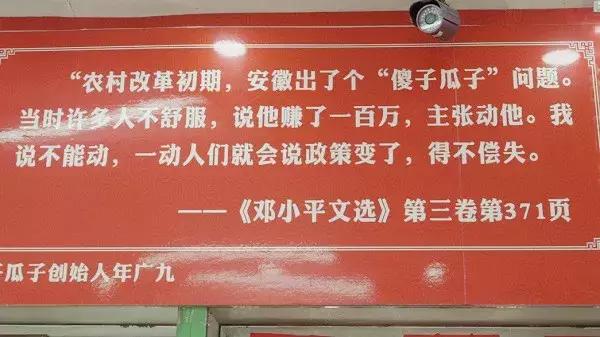 “农村改革初期，安徽出了个“傻子瓜子”问题。
当时许多人不舒服，说他赚了一百万，主张动他。我
说不能动，一动人们就会说政策变了，得不偿失。
——《邓小平文选》第三卷第371页
子瓜子创始人年广九